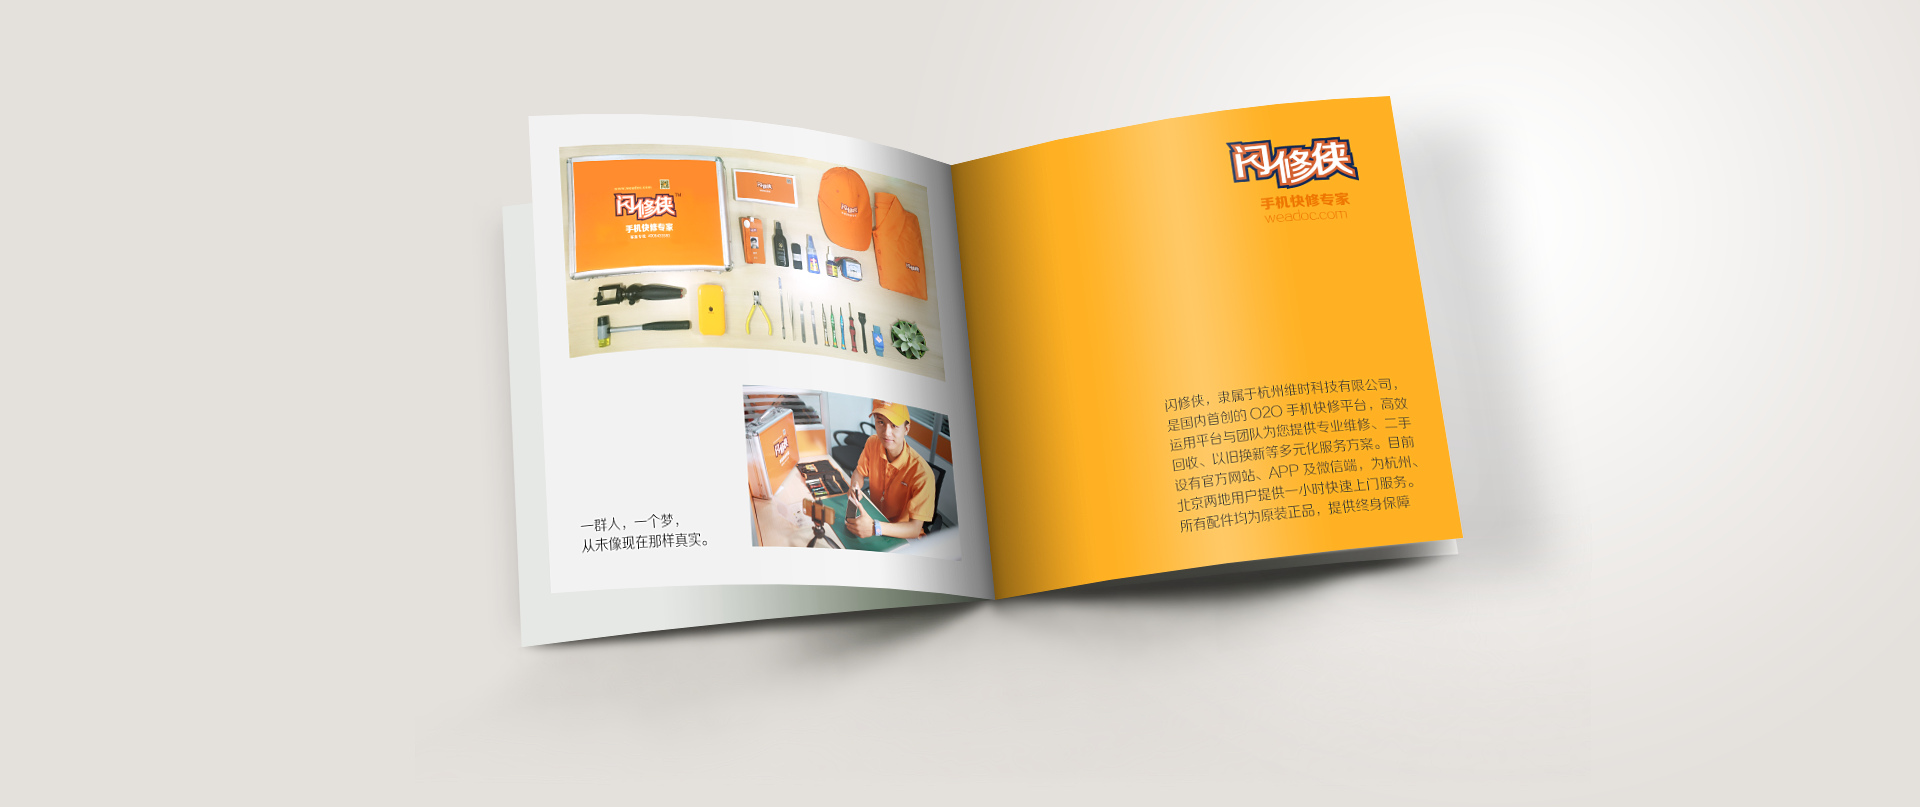 www.weadoc.com
闪修侠
TM
手机快修专家
闪修侠
一群人，一个梦，
从未像现在那样真实。
闪修侠
手机快修专家
weadoc.com
闪修侠，隶属于杭州维时科技有限公司，
是国内首创的 O2O 手机快修平台，高效
运用平台与团队为您提供专业维修、二手
回收、以旧换新等多元化服务方案。目前
设有官方网站、APP 及微信端，为杭州、
北京两地用户提供一小时快速上门服务。
所有配件均为原装正品，提供终身保障